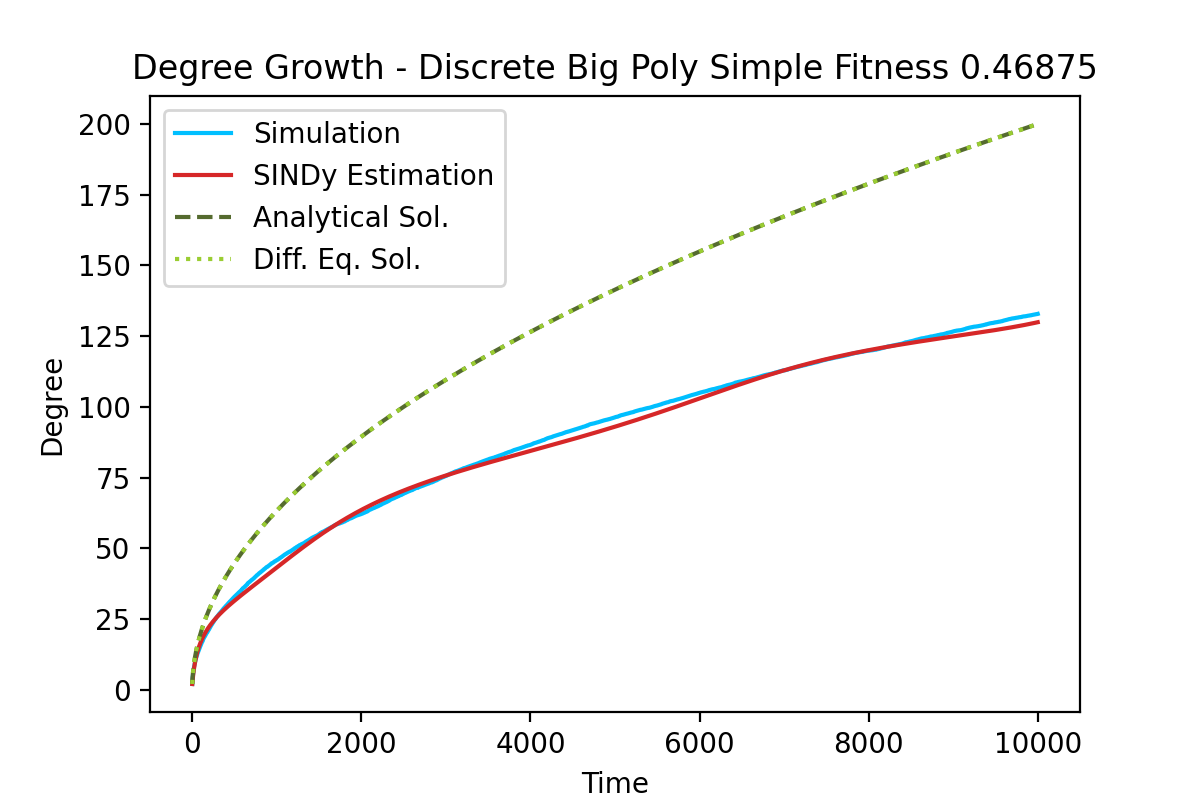 Degree Growth - Discrete Big Poly Simple Fitness 0.46875
Simulation
SINDy Estimation
Analytical Sol.
Diff. Eq. Sol.
200
175
150
125
100
75
50
25
0
Degree
0 2000 4000 6000 8000 10000
Time